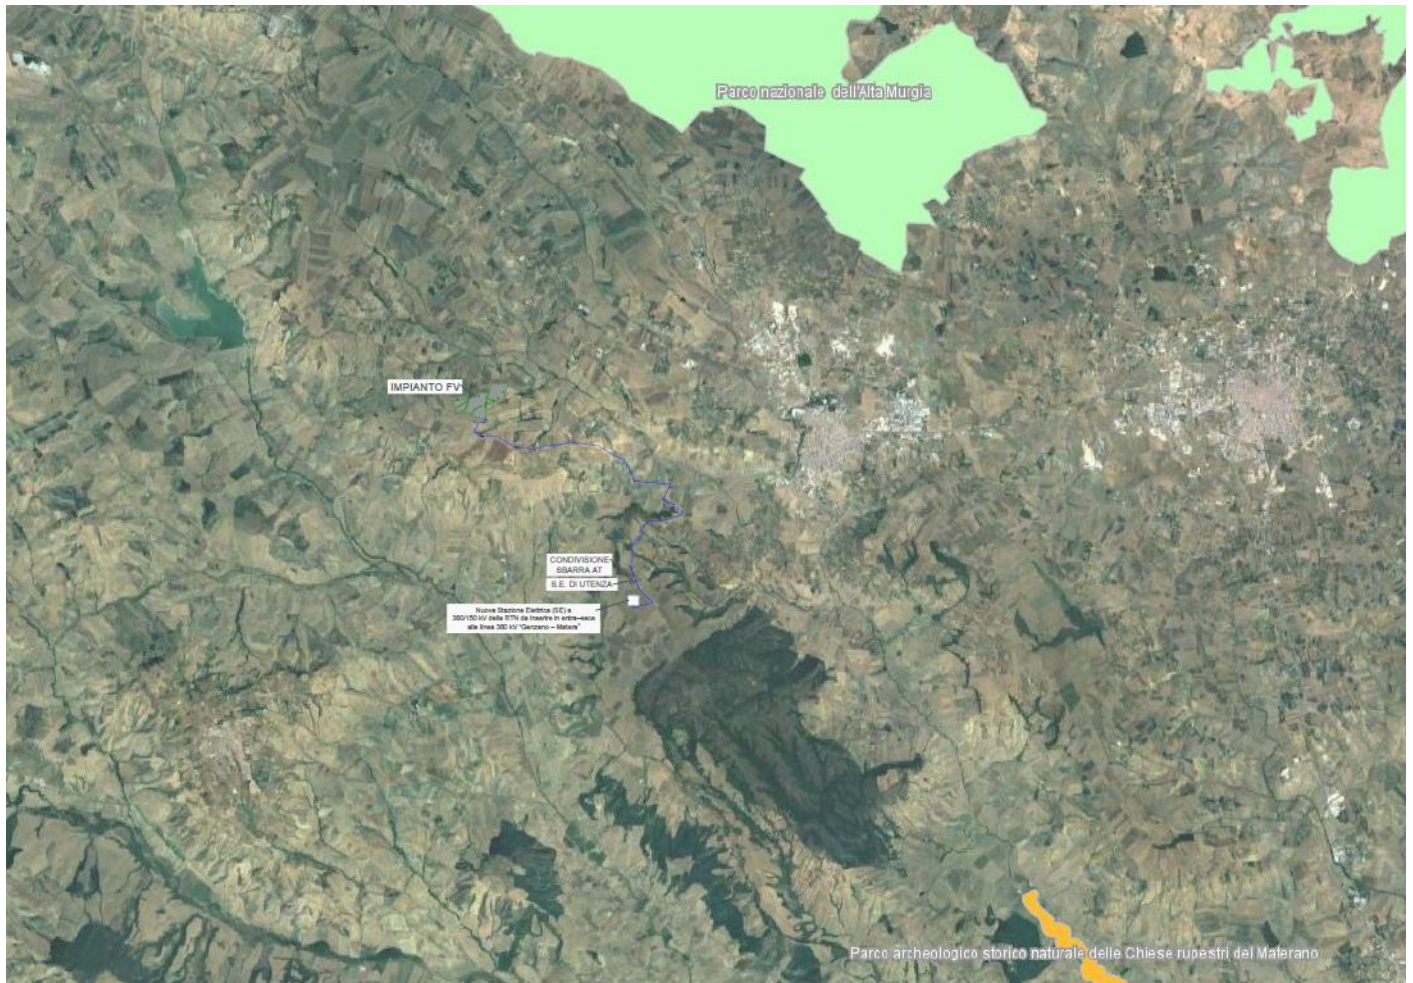 Parco nazionale dell'Alta Murgia
IMPIANTO FV
CONDIVISIONE
SBARRA AT
S.E. DI UTENZA
Nuova Stazione Elettrica (SE) a
380/150 kV della RTN da inserire in entra-esce
alla linea 380 kV "Genzano - Matera"
Parco archeologico storico naturale delle Chiese rupestri del Materano